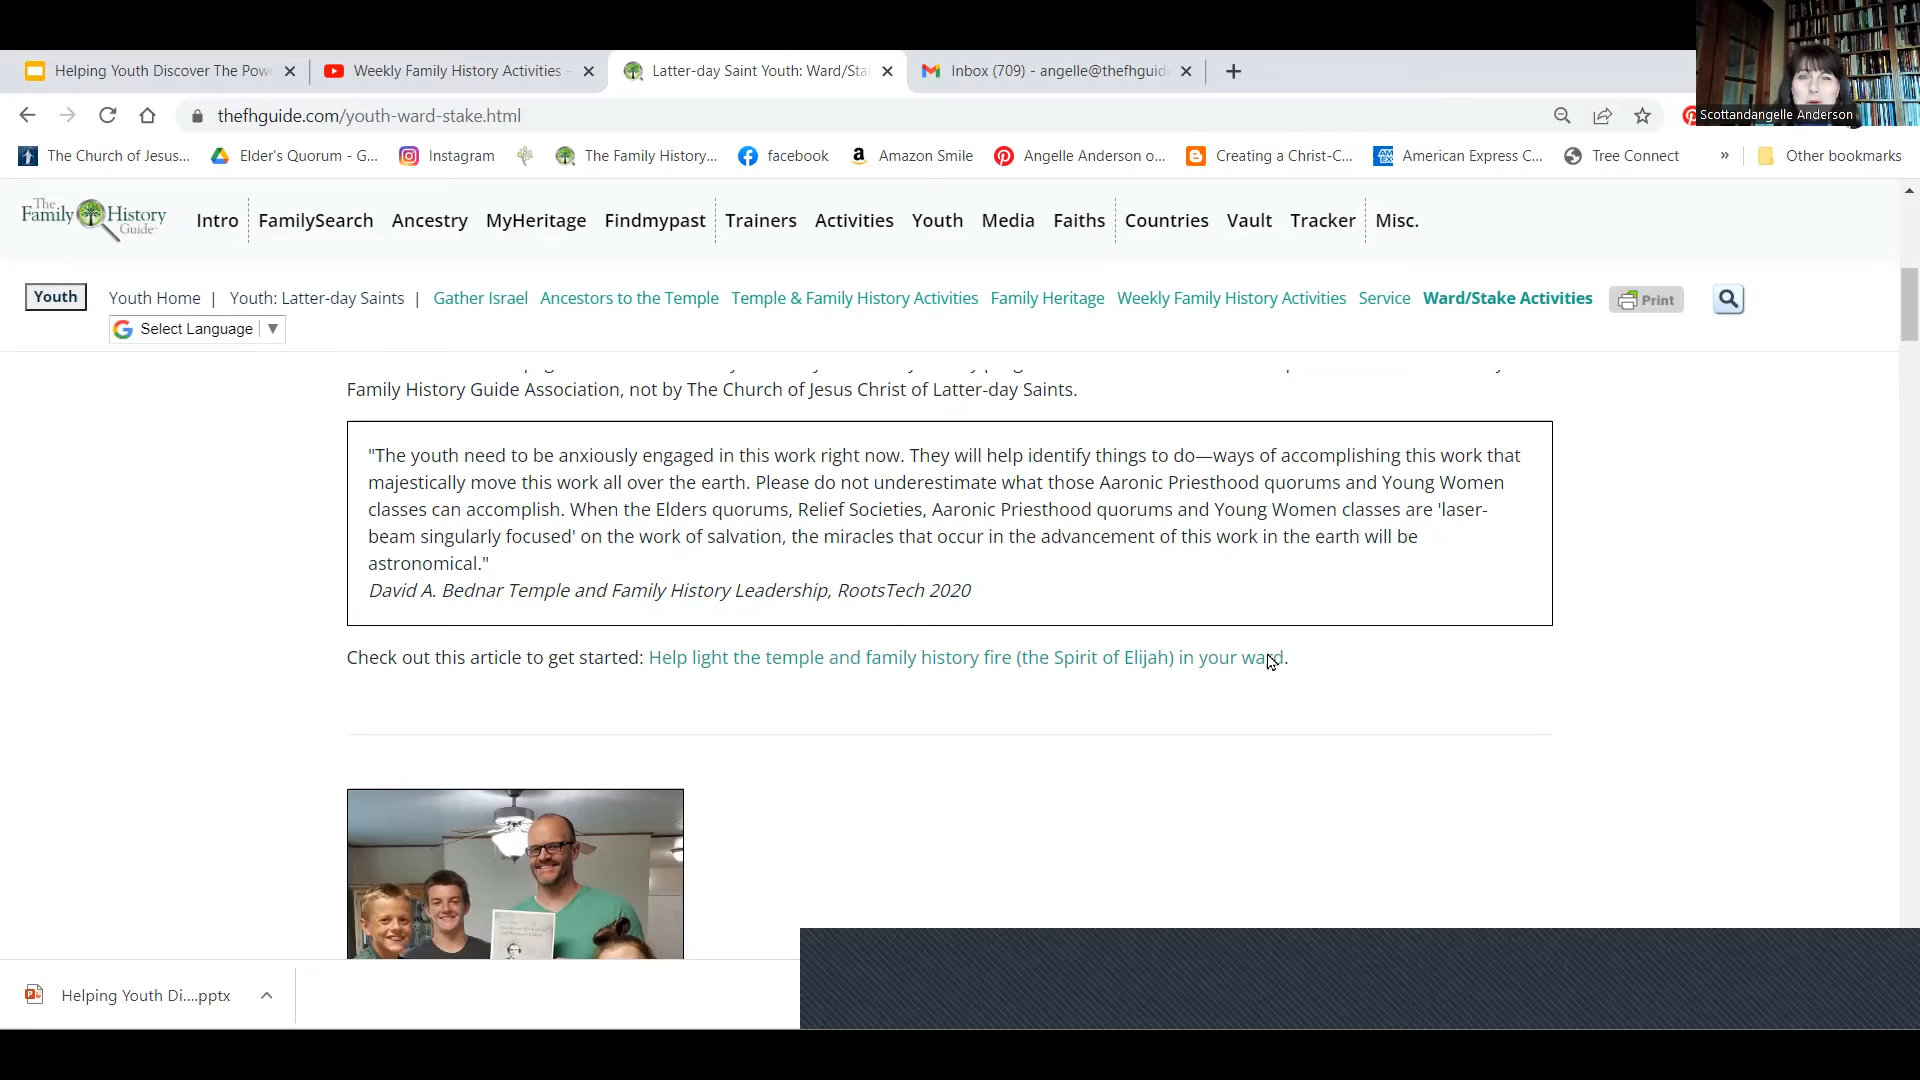 Helping Youth Discover The Pow
Weekly Family History Activities -
Latter-day Saint Youth: Ward/Sta
Inbox (709) - angelle@thefhguid
thefhguide.com/youth-ward-stake.html
Scottandangelle Anderson
The Church of Jesus...
Elder's Quorum - G...
Instagram
The Family History...
facebook
Amazon Smile
Angelle Anderson o...
Creating a Christ-C...
AM EX
American Express C...
Tree Connect
»
Other bookmarks
The
Family History
Guide
Intro
FamilySearch
Ancestry
MyHeritage
Findmypast
Trainers
Activities
Youth
Media
Faiths
Countries
Vault
Tracker
Misc.
Youth
Youth Home | Youth: Latter-day Saints |
Gather Israel
Ancestors to the Temple
Temple & Family History Activities
Family Heritage
Weekly Family History Activities
Service
Ward/Stake Activities
Print
Select Language
Family History Guide Association, not by The Church of Jesus Christ of Latter-day Saints.
"The youth need to be anxiously engaged in this work right now. They will help identify things to do—ways of accomplishing this work that
majestically move this work all over the earth. Please do not underestimate what those Aaronic Priesthood quorums and Young Women
classes can accomplish. When the Elders quorums, Relief Societies, Aaronic Priesthood quorums and Young Women classes are 'laser-
beam singularly focused' on the work of salvation, the miracles that occur in the advancement of this work in the earth will be
astronomical."
David A. Bednar Temple and Family History Leadership, RootsTech 2020
Check out this article to get started: Help light the temple and family history fire (the Spirit of Elijah) in your ward.
Helping Youth Di....pptx